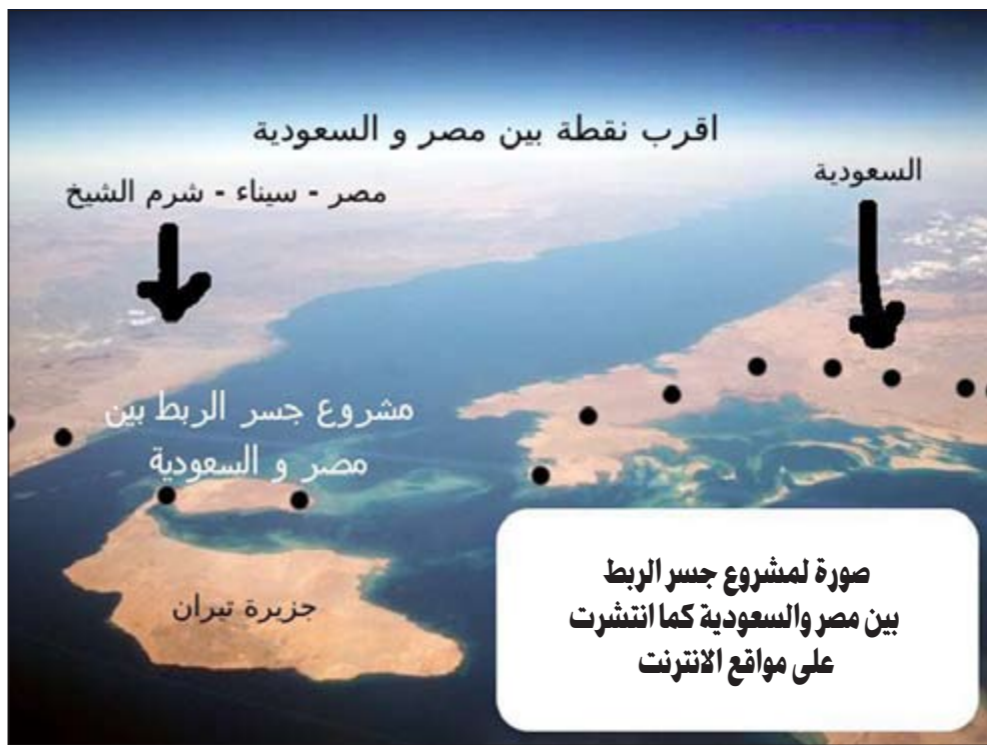 اقرب نقطة بين مصر و السعودية
السعودية
مصر - سيناء - شرم الشيخ
مشروع جسر الربط بين
مصر و السعودية
جزيرة تيران
صورة لمشروع جسر الربط
بين مصر والسعودية كما انتشرت
على مواقع الانترنت